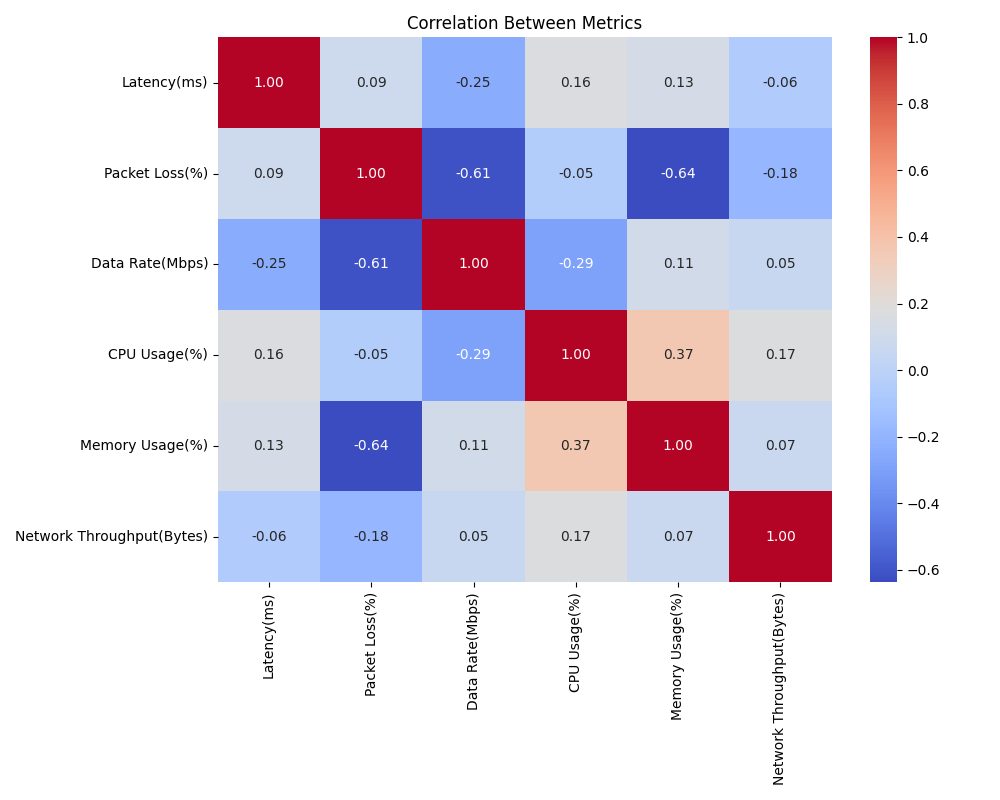 Correlation Between Metrics
Latency(ms) 1.00 0.09 -0.25 0.16 0.13 -0.06
Packet Loss(%) 0.09 1.00 -0.61 -0.05 -0.64 -0.18
Data Rate(Mbps) -0.25 -0.61 1.00 -0.29 0.11 0.05
CPU Usage(%) 0.16 -0.05 -0.29 1.00 0.37 0.17
Memory Usage(%) 0.13 -0.64 0.11 0.37 1.00 0.07
Network Throughput(Bytes) -0.06 -0.18 0.05 0.17 0.07 1.00
Latency(ms)
Packet Loss(%)
Data Rate(Mbps)
CPU Usage(%)
Memory Usage(%)
Network Throughput(Bytes)
1.0
0.8
0.6
0.4
0.2
0.0
−0.2
−0.4
−0.6